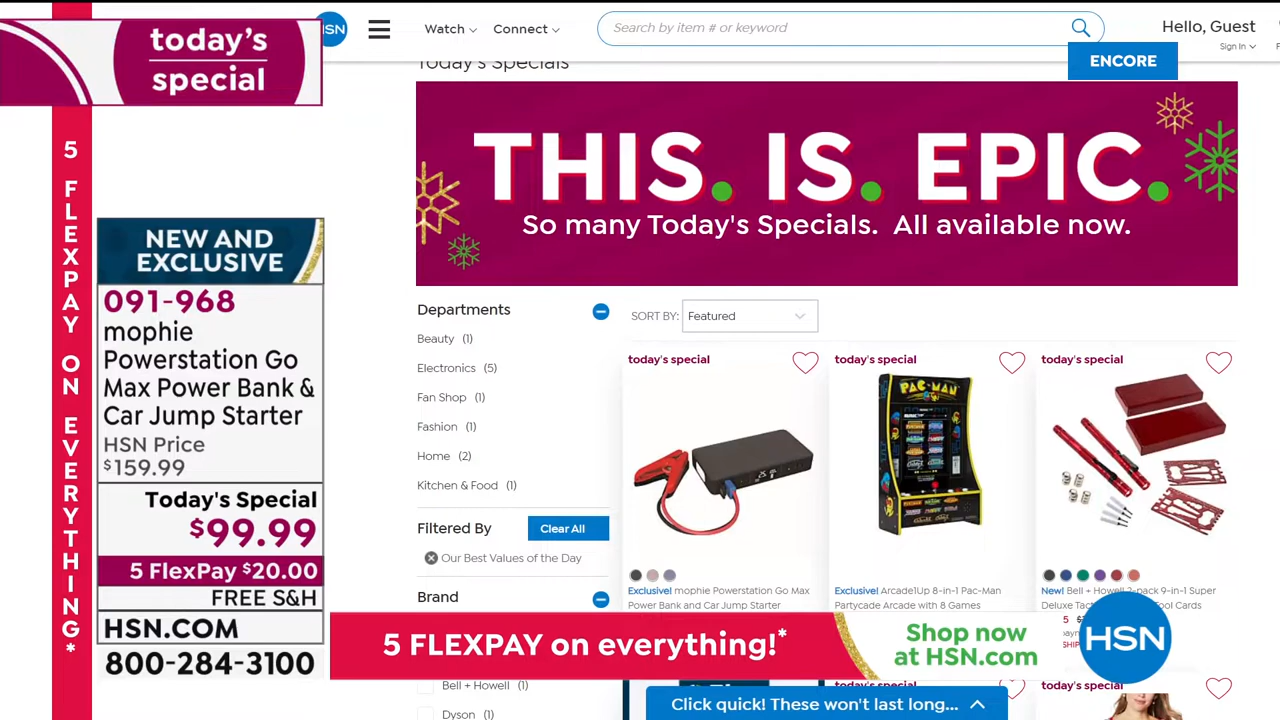 today's
special
HSN
Watch
Connect
Search by item # or keyword
Hello, Guest
Sign In
ENCORE
Today's Specials
THIS. IS. EPIC.
So many Today's Specials. All available now.
5 FLEXPAY ON EVERYTHING!*
NEW AND
EXCLUSIVE
091-968
mophie
Powerstation Go
Max Power Bank &
Car Jump Starter
HSN Price
$159.99
Today's Special
$99.99
5 FlexPay $20.00
FREE S&H
HSN.COM
800-284-3100
Departments
Beauty (1)
Electronics (5)
Fan Shop (1)
Fashion (1)
Home (2)
Kitchen & Food (1)
Filtered By
Clear All
Our Best Values of the Day
Brand
Bell + Howell (1)
Dyson (1)
SORT BY: Featured
today's special
today's special
today's special
PAC-MAN
Exclusive! mophie Powerstation Go Max
Power Bank and Car Jump Starter
Exclusive! Arcade1Up 8-in-1 Pac-Man
Partycade Arcade with 8 Games
New! Bell + Howell 2-pack 9-in-1 Super
5 FLEXPAY on everything!*
Shop now
at HSN.com
HSN
today's special
today's special
Click quick! These won't last long...